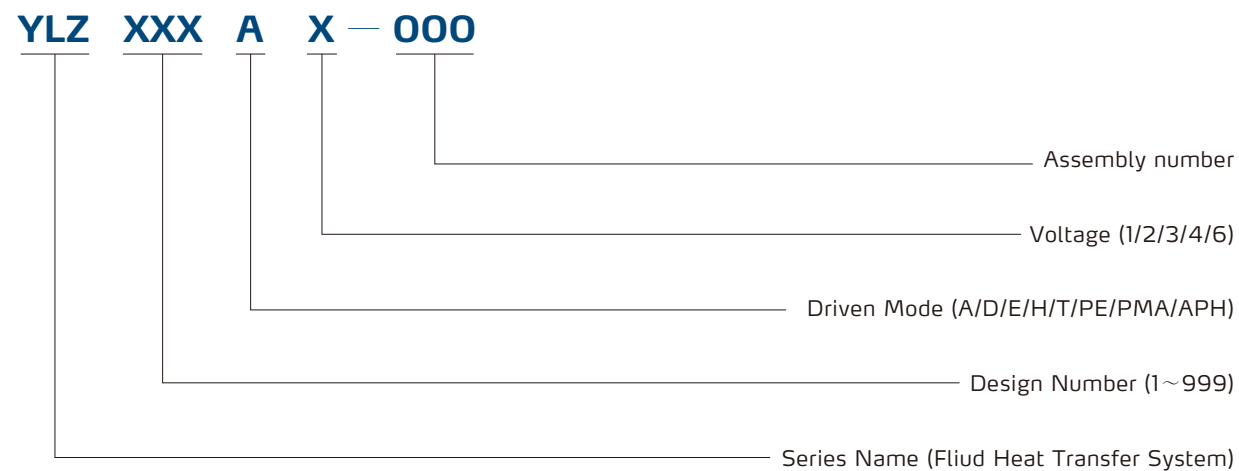 YLZ XXX A X — 000
Assembly number
Voltage (1/2/3/4/6)
Driven Mode (A/D/E/H/T/PE/PMA/APH)
Design Number (1～999)
Series Name (Fliud Heat Transfer System)